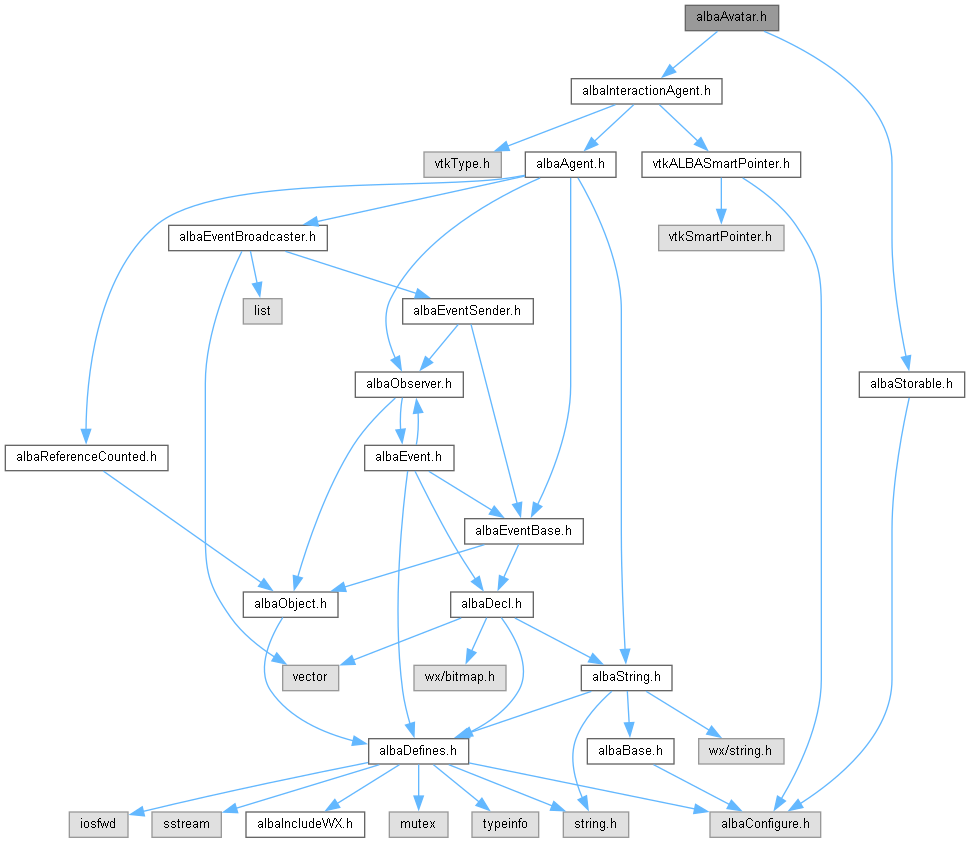 albaAvatar.h
albaInteractionAgent.h
vtkType.h
albaAgent.h
vtkALBASmartPointer.h
albaEventBroadcaster.h
vtkSmartPointer.h
list
albaEventSender.h
albaObserver.h
albaStorable.h
albaReferenceCounted.h
albaEvent.h
albaEventBase.h
albaObject.h
albaDecl.h
vector
wx/bitmap.h
albaString.h
albaDefines.h
albaBase.h
wx/string.h
iosfwd
sstream
albaIncludeWX.h
mutex
typeinfo
string.h
albaConfigure.h